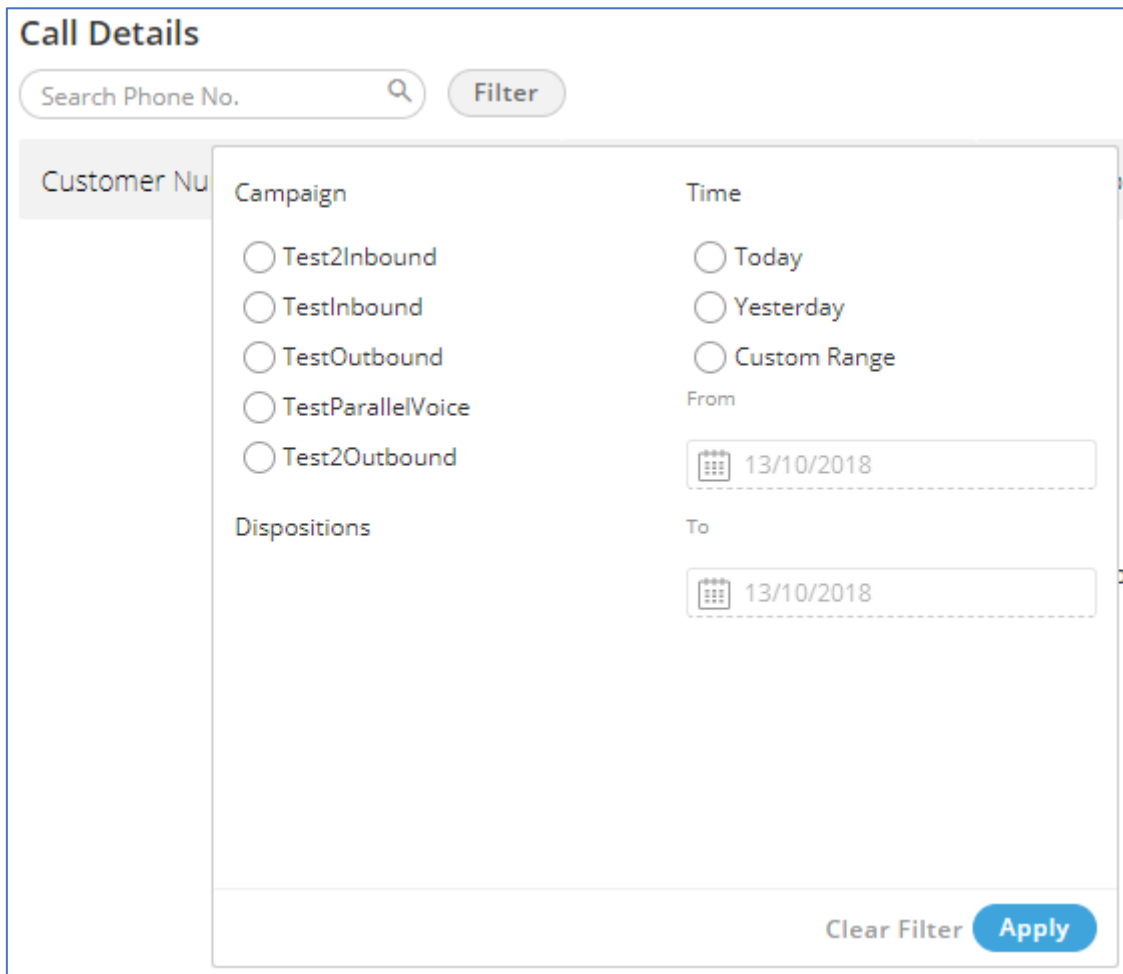 Call Details
Search Phone No.
Filter
Customer
Campaign
Test2Inbound
TestInbound
TestOutbound
TestParallelVoice
Test2Outbound
Dispositions
Time
Today
Yesterday
Custom Range
From
13/10/2018
To
13/10/2018
Clear Filter
Apply